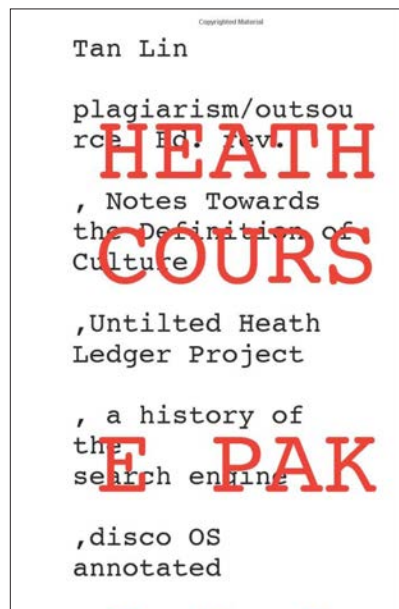 Copyrighted Material
Tan Lin
plagiarism/outsou
rce Ed. rev.
HEATH
, Notes Towards
the Definition of
COURS
Culture
,Untilted Heath
Ledger Project
, a history of
the
E PAK
search engine
,disco OS
annotated